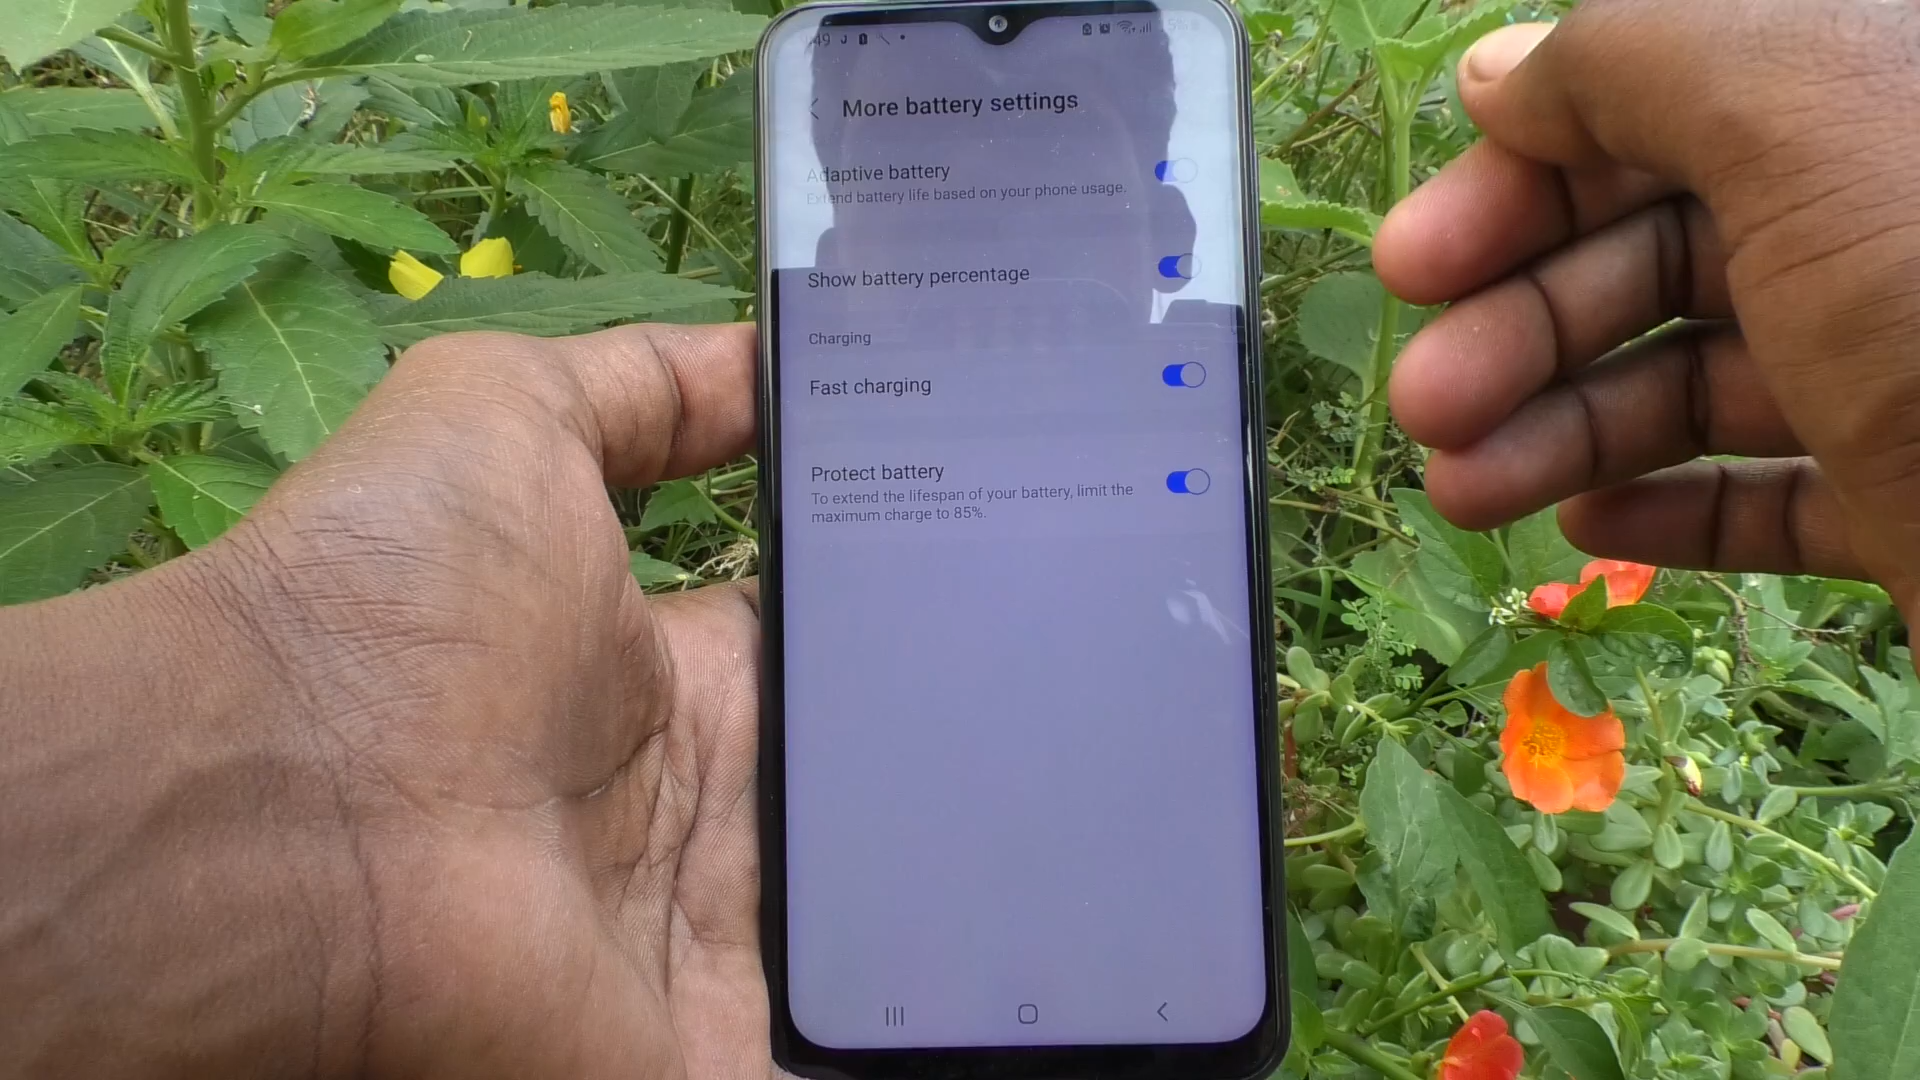 :49
More battery settings
Adaptive battery
Extend battery life based on your phone usage.
Show battery percentage
Charging
Fast charging
Protect battery
To extend the lifespan of your battery, limit the
maximum charge to 85%.